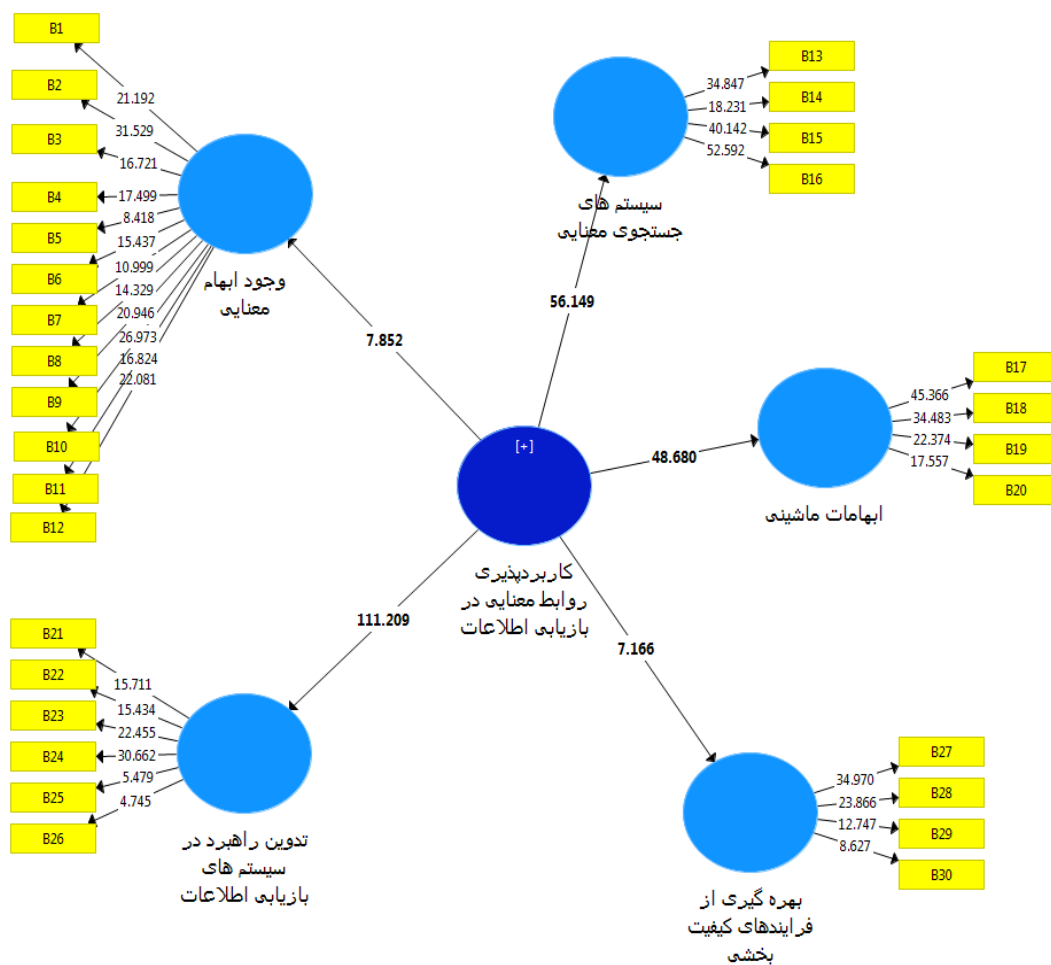 B1
B2
B3
B4
B5
B6
B7
B8
B9
B10
B11
B12
21.192
31.529
16.721
17.499
8.418
15.437
10.999
14.329
20.946
26.973
16.824
22.081
وجود ابهام
معنایی
7.852
B13
B14
B15
B16
34.847
18.231
40.142
52.592
سیستم های
جستجوی معنایی
56.149
B17
B18
B19
B20
45.366
34.483
22.374
17.557
ابهامات ماشینی
48.680
[+]
کاربردپذیری
روابط معنایی در
بازیابی اطلاعات
111.209
7.166
B21
B22
B23
B24
B25
B26
15.711
15.434
22.455
30.662
5.479
4.745
تدوین راهبرد در
سیستم های
بازیابی اطلاعات
B27
B28
B29
B30
34.970
23.866
12.747
8.627
بهره گیری از
فرایندهای کیفیت
بخشی